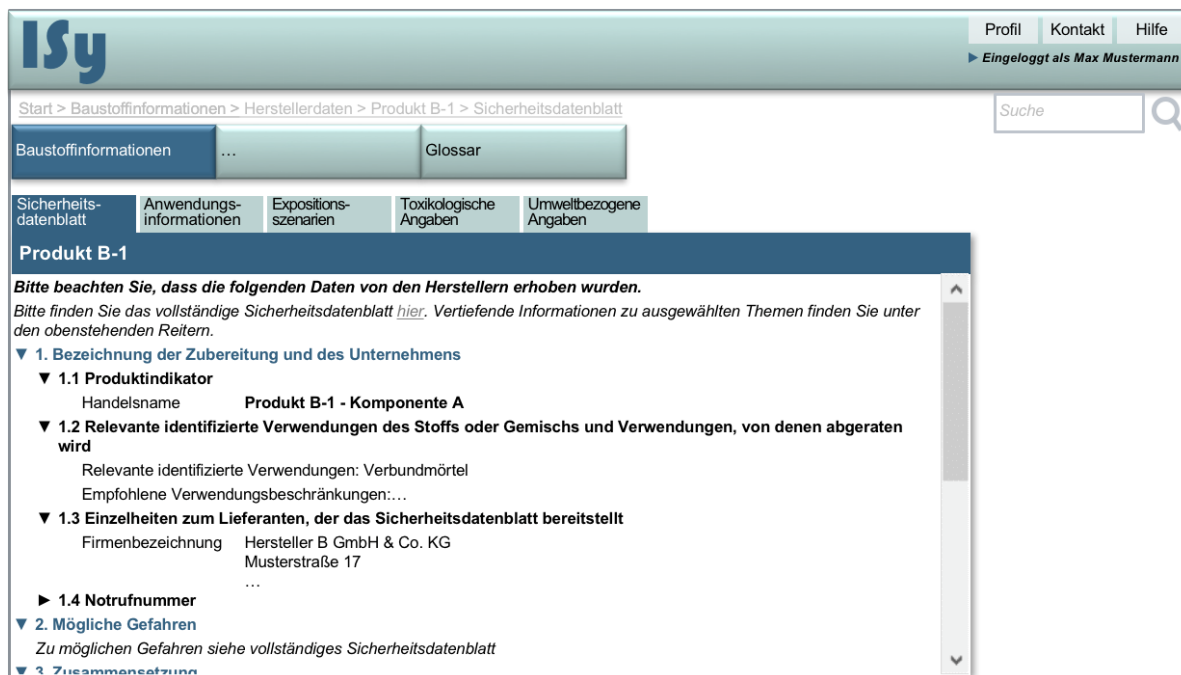 ISy
Profil Kontakt Hilfe
Eingeloggt als Max Mustermann
Start > Baustoffinformationen > Herstellerdaten > Produkt B-1 > Sicherheitsdatenblatt
Suche
Baustoffinformationen … Glossar
Sicherheits- Anwendungs- Expositions- Toxikologische Umweltbezogene
datenblatt informationen szenarien Angaben Angaben
Produkt B-1
Bitte beachten Sie, dass die folgenden Daten von den Herstellern erhoben wurden.
Bitte finden Sie das vollständige Sicherheitsdatenblatt hier. Vertiefende Informationen zu ausgewählten Themen finden Sie unter
den obenstehenden Reitern.
▼ 1. Bezeichnung der Zubereitung und des Unternehmens
▼ 1.1 Produktindikator
Handelsname Produkt B-1 - Komponente A
▼ 1.2 Relevante identifizierte Verwendungen des Stoffs oder Gemischs und Verwendungen, von denen abgeraten
wird
Relevante identifizierte Verwendungen: Verbundmörtel
Empfohlene Verwendungsbeschränkungen:…
▼ 1.3 Einzelheiten zum Lieferanten, der das Sicherheitsdatenblatt bereitstellt
Firmenbezeichnung Hersteller B GmbH & Co. KG
Musterstraße 17
…
► 1.4 Notrufnummer
▼ 2. Mögliche Gefahren
Zu möglichen Gefahren siehe vollständiges Sicherheitsdatenblatt
▼ 3. Zusammensetzung